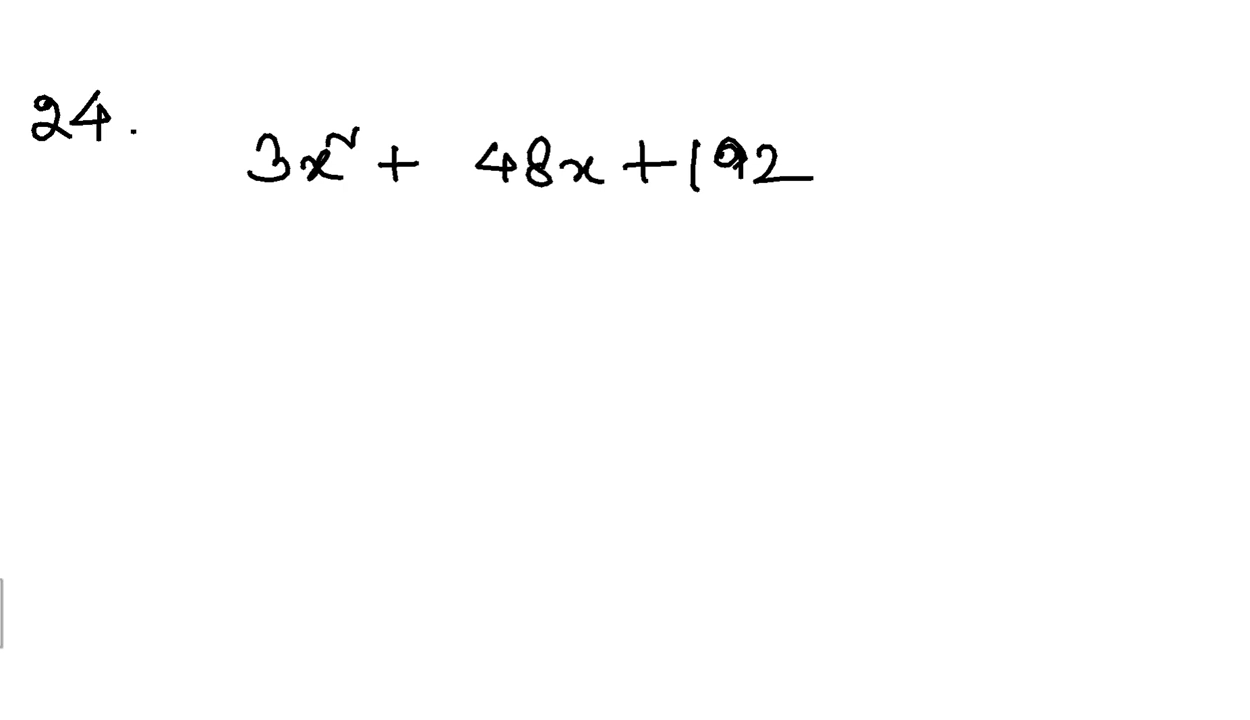 24.
3x² + 48x + 192